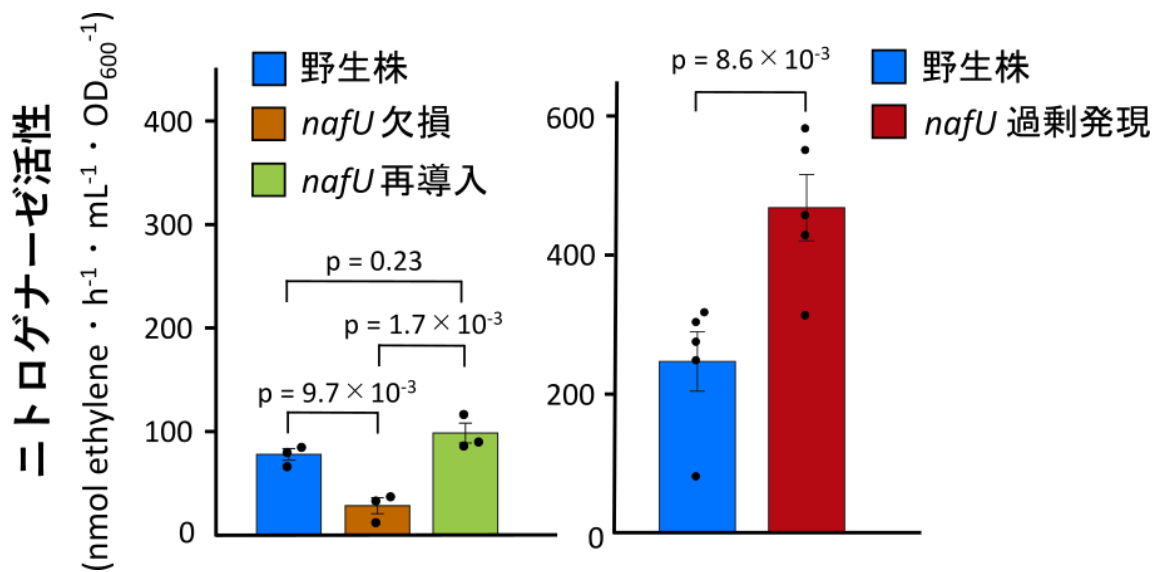 ニトロゲナーゼ活性
(nmol ethylene・h⁻¹・mL⁻¹・OD₆₀₀⁻¹)
野生株
nafU 欠損
nafU 再導入
400
300
200
100
0
p = 0.23
p = 1.7×10⁻³
p = 9.7×10⁻³
p = 8.6×10⁻³
野生株
nafU 過剰発現
600
400
200
0